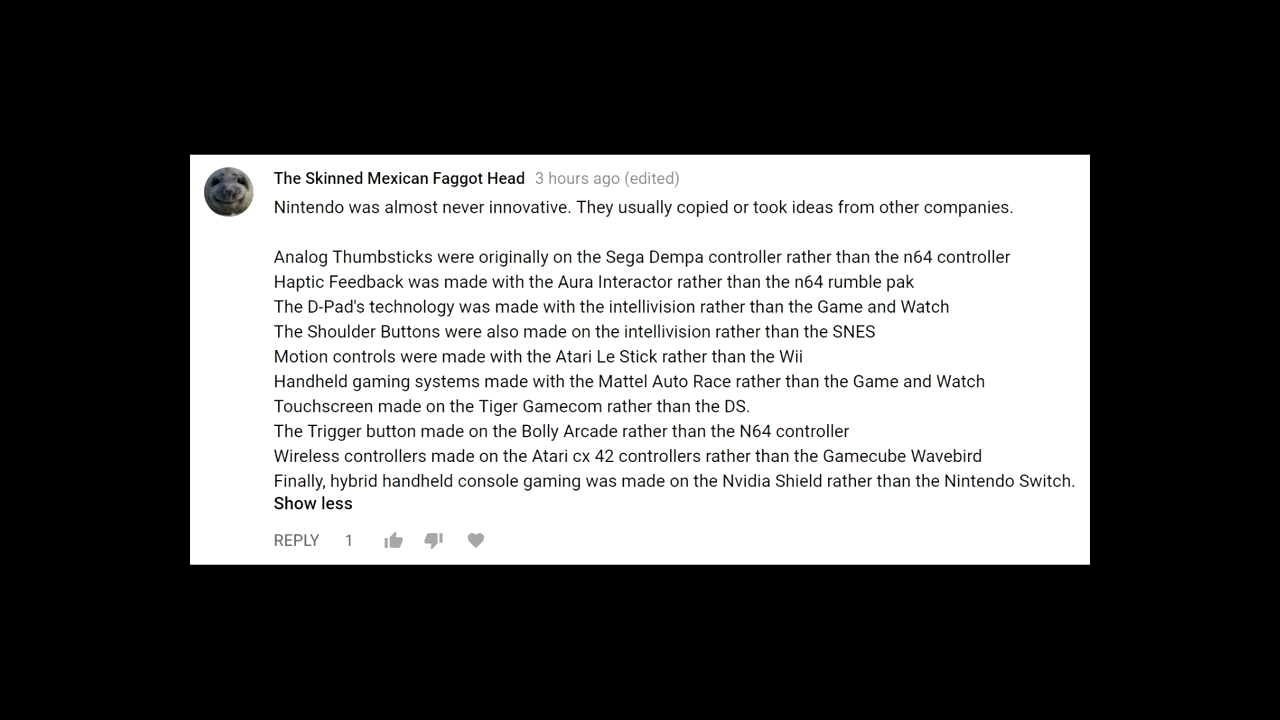 The Skinned Mexican Faggot Head 3 hours ago (edited)
Nintendo was almost never innovative. They usually copied or took ideas from other companies.
Analog Thumbsticks were originally on the Sega Dempa controller rather than the n64 controller
Haptic Feedback was made with the Aura Interactor rather than the n64 rumble pak
The D-Pad's technology was made with the intellivision rather than the Game and Watch
The Shoulder Buttons were also made on the intellivision rather than the SNES
Motion controls were made with the Atari Le Stick rather than the Wii
Handheld gaming systems made with the Mattel Auto Race rather than the Game and Watch
Touchscreen made on the Tiger Gamecom rather than the DS.
The Trigger button made on the Bolly Arcade rather than the N64 controller
Wireless controllers made on the Atari cx 42 controllers rather than the Gamecube Wavebird
Finally, hybrid handheld console gaming was made on the Nvidia Shield rather than the Nintendo Switch.
Show less
REPLY 1